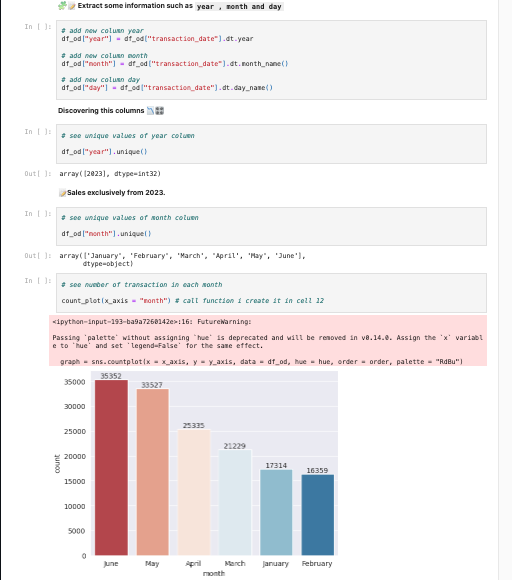 Extract some information such as year , month and day
In [ ]:
# add new column year
df_od["year"] = df_od["transaction_date"].dt.year
# add new column month
df_od["month"] = df_od["transaction_date"].dt.month_name()
# add new column day
df_od["day"] = df_od["transaction_date"].dt.day_name()
Discovering this columns
In [ ]:
# see unique values of year column
df_od["year"].unique()
Out[ ]:
array([2023], dtype=int32)
Sales exclusively from 2023.
In [ ]:
# see unique values of month column
df_od["month"].unique()
Out[ ]:
array(['January', 'February', 'March', 'April', 'May', 'June'],
dtype=object)
In [ ]:
# see number of transaction in each month
count_plot(x_axis = "month") # call function i create it in cell 12
<ipython-input-193-ba9a7260142e>:16: FutureWarning:
Passing `palette` without assigning `hue` is deprecated and will be removed in v0.14.0. Assign the `x` variabl
e to `hue` and set `legend=False` for the same effect.
graph = sns.countplot(x = x_axis, y = y_axis, data = df_od, hue = hue, order = order, palette = "RdBu")
35352
33527
25335
21229
17314
16359
35000
30000
25000
20000
15000
10000
5000
0
count
June May April March January February
month